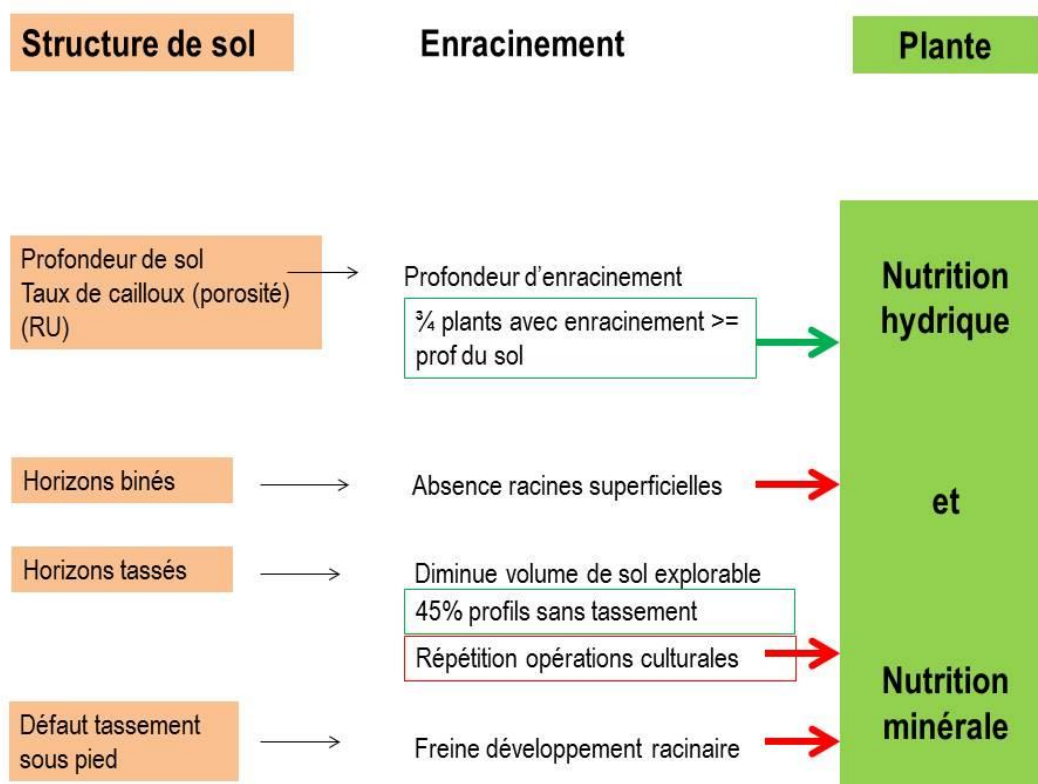 Structure de sol
Enracinement
Plante
Profondeur de sol
Taux de cailloux (porosité)
(RU)
Profondeur d'enracinement
¾ plants avec enracinement >=
prof du sol
Nutrition
hydrique
Horizons binés
Absence racines superficielles
et
Horizons tassés
Diminue volume de sol explorable
45% profils sans tassement
Répétition opérations culturales
Nutrition
minérale
Défaut tassement
sous pied
Freine développement racinaire